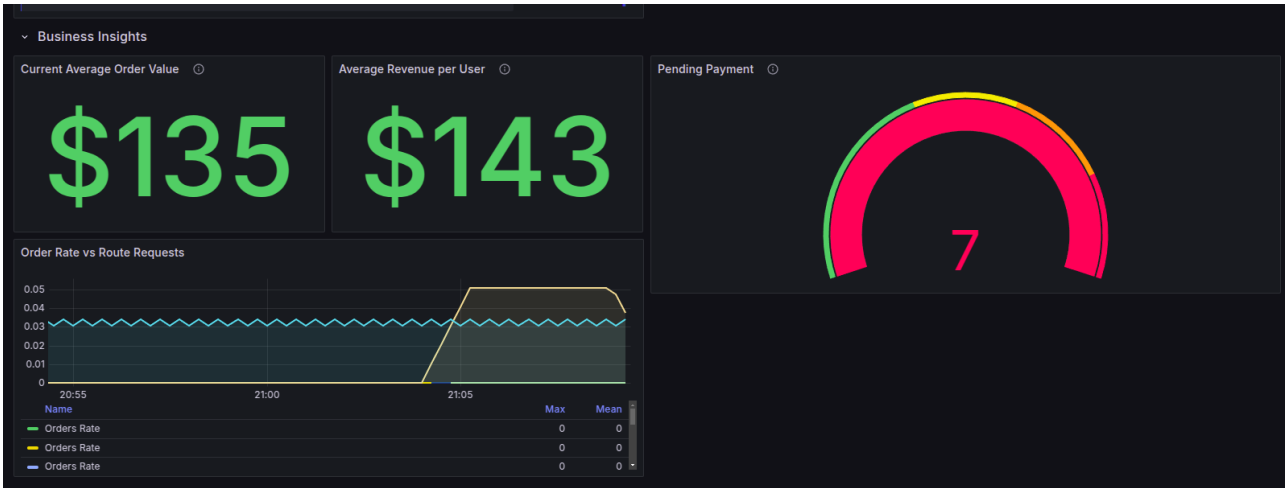 Business Insights
Current Average Order Value
$135
Average Revenue per User
$143
Pending Payment
7
Order Rate vs Route Requests
0.05
0.04
0.03
0.02
0.01
0
20:55 21:00 21:05
Name Max Mean
Orders Rate 0 0
Orders Rate 0 0
Orders Rate 0 0